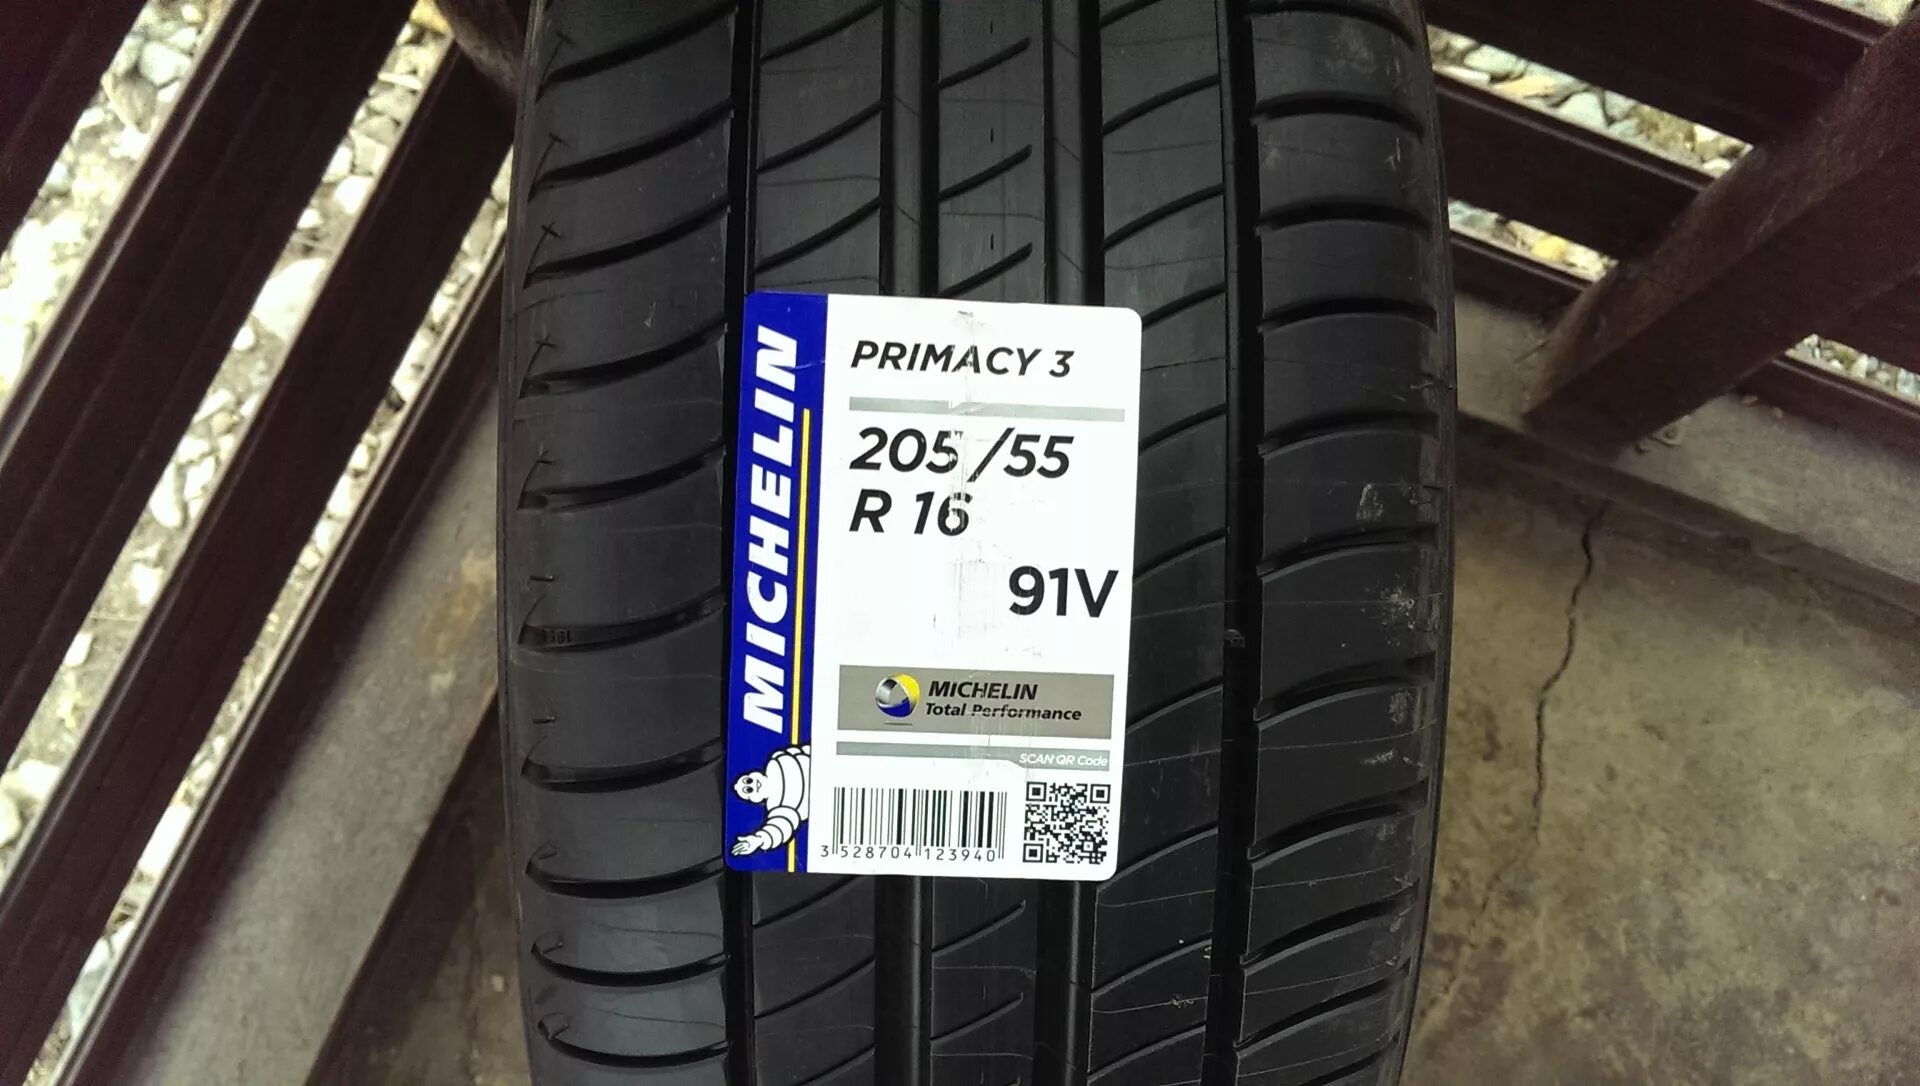 MICHELIN
PRIMACY 3
205/55
R 16
91V
MICHELIN
Total Performance
SCAN QR Code
3 528704 123940